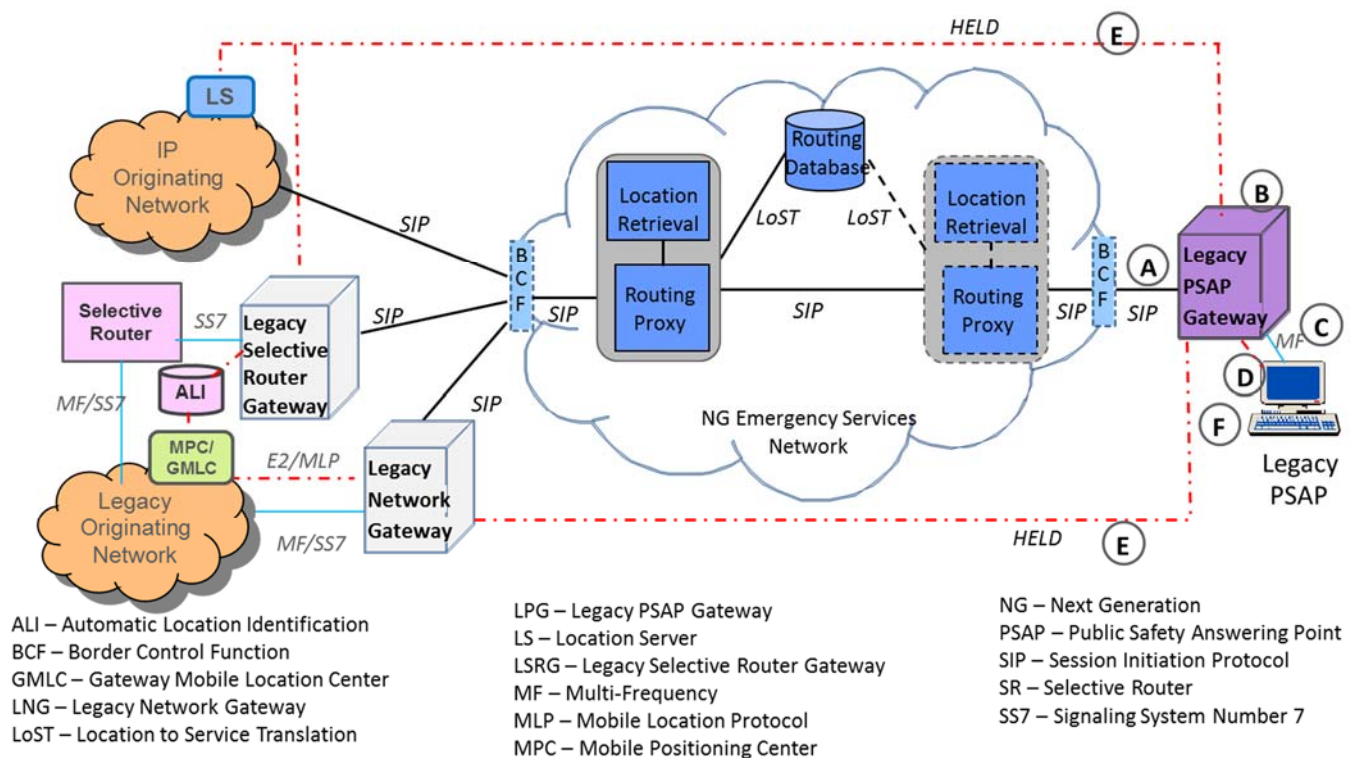 HELD
E
LS
IP
Originating
Network
Routing
Database
Location
Retrieval
LoST
LoST
Location
Retrieval
B
SIP
B
C
F
B
C
F
A
Legacy
PSAP
Gateway
Selective
Router
SS7
Legacy
Selective
Router
Gateway
SIP
SIP
Routing
Proxy
SIP
Routing
Proxy
SIP
SIP
C
MF
D
ALI
MF/SS7
SIP
F
NG Emergency Services
Network
MPC/
GMLC
E2/MLP
Legacy
Network
Gateway
Legacy
PSAP
Legacy
Originating
Network
MF/SS7
HELD
E
ALI – Automatic Location Identification
BCF – Border Control Function
GMLC – Gateway Mobile Location Center
LNG – Legacy Network Gateway
LoST – Location to Service Translation
LPG – Legacy PSAP Gateway
LS – Location Server
LSRG – Legacy Selective Router Gateway
MF – Multi-Frequency
MLP – Mobile Location Protocol
MPC – Mobile Positioning Center
NG – Next Generation
PSAP – Public Safety Answering Point
SIP – Session Initiation Protocol
SR – Selective Router
SS7 – Signaling System Number 7